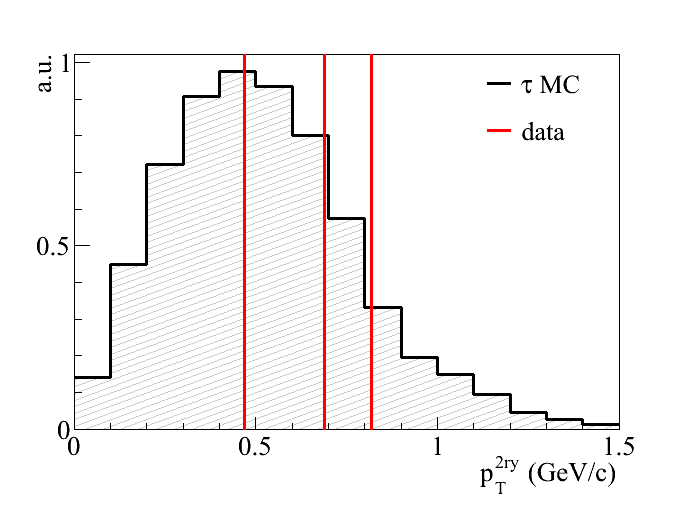 a.u.
1
0.5
0
τ MC
data
0 0.5 1 1.5
p_T^2ry (GeV/c)